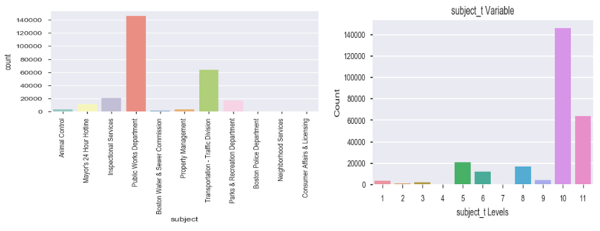 subject_t Variable
140000
120000
100000
80000
60000
40000
20000
0
count
Animal Control
Mayor's 24 Hour Hotline
Inspectional Services
Public Works Department
Boston Water & Sewer Commission
Property Management
Transportation - Traffic Division
Parks & Recreation Department
Boston Police Department
Neighborhood Services
Consumer Affairs & Licensing
subject
140000
120000
100000
80000
60000
40000
20000
0
Count
1 2 3 4 5 6 7 8 9 10 11
subject_t Levels